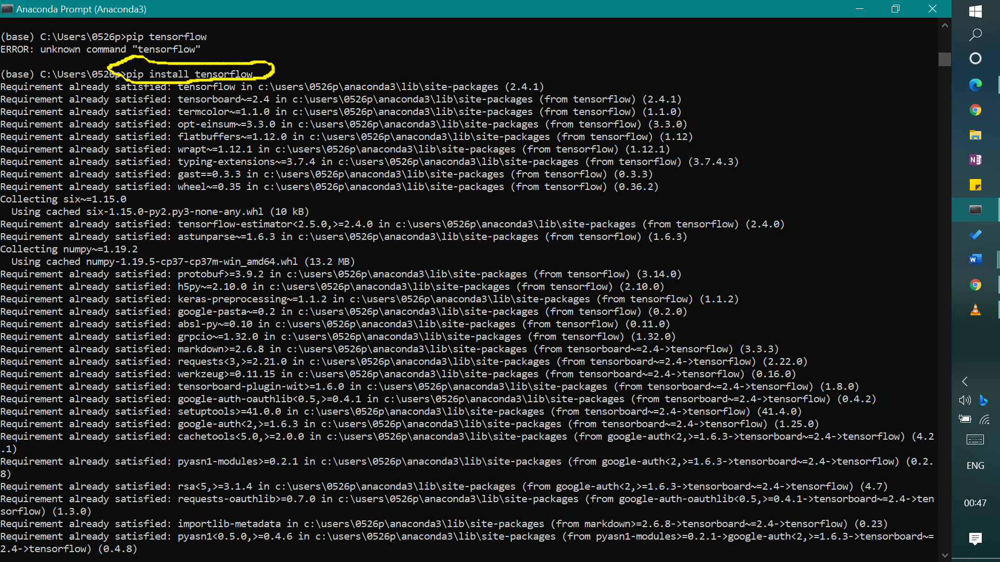 Anaconda Prompt (Anaconda3)
(base) C:\Users\0526p>pip tensorflow
ERROR: unknown command "tensorflow"
(base) C:\Users\0526p>pip install tensorflow
Requirement already satisfied: tensorflow in c:\users\0526p\anaconda3\lib\site-packages (2.4.1)
Requirement already satisfied: tensorboard~=2.4 in c:\users\0526p\anaconda3\lib\site-packages (from tensorflow) (2.4.1)
Requirement already satisfied: termcolor~=1.1.0 in c:\users\0526p\anaconda3\lib\site-packages (from tensorflow) (1.1.0)
Requirement already satisfied: opt-einsum~=3.3.0 in c:\users\0526p\anaconda3\lib\site-packages (from tensorflow) (3.3.0)
Requirement already satisfied: flatbuffers~=1.12.0 in c:\users\0526p\anaconda3\lib\site-packages (from tensorflow) (1.12)
Requirement already satisfied: wrapt~=1.12.1 in c:\users\0526p\anaconda3\lib\site-packages (from tensorflow) (1.12.1)
Requirement already satisfied: typing-extensions~=3.7.4 in c:\users\0526p\anaconda3\lib\site-packages (from tensorflow) (3.7.4.3)
Requirement already satisfied: gast==0.3.3 in c:\users\0526p\anaconda3\lib\site-packages (from tensorflow) (0.3.3)
Requirement already satisfied: wheel~=0.35 in c:\users\0526p\anaconda3\lib\site-packages (from tensorflow) (0.36.2)
Collecting six~=1.15.0
  Using cached six-1.15.0-py2.py3-none-any.whl (10 kB)
Requirement already satisfied: tensorflow-estimator<2.5.0,>=2.4.0 in c:\users\0526p\anaconda3\lib\site-packages (from tensorflow) (2.4.0)
Requirement already satisfied: astunparse~=1.6.3 in c:\users\0526p\anaconda3\lib\site-packages (from tensorflow) (1.6.3)
Collecting numpy~=1.19.2
  Using cached numpy-1.19.5-cp37-cp37m-win_amd64.whl (13.2 MB)
Requirement already satisfied: protobuf>=3.9.2 in c:\users\0526p\anaconda3\lib\site-packages (from tensorflow) (3.14.0)
Requirement already satisfied: h5py~=2.10.0 in c:\users\0526p\anaconda3\lib\site-packages (from tensorflow) (2.10.0)
Requirement already satisfied: keras-preprocessing~=1.1.2 in c:\users\0526p\anaconda3\lib\site-packages (from tensorflow) (1.1.2)
Requirement already satisfied: google-pasta~=0.2 in c:\users\0526p\anaconda3\lib\site-packages (from tensorflow) (0.2.0)
Requirement already satisfied: absl-py~=0.10 in c:\users\0526p\anaconda3\lib\site-packages (from tensorflow) (0.11.0)
Requirement already satisfied: grpcio~=1.32.0 in c:\users\0526p\anaconda3\lib\site-packages (from tensorflow) (1.32.0)
Requirement already satisfied: markdown>=2.6.8 in c:\users\0526p\anaconda3\lib\site-packages (from tensorboard~=2.4->tensorflow) (3.3.3)
Requirement already satisfied: requests<3,>=2.21.0 in c:\users\0526p\anaconda3\lib\site-packages (from tensorboard~=2.4->tensorflow) (2.22.0)
Requirement already satisfied: werkzeug>=0.11.15 in c:\users\0526p\anaconda3\lib\site-packages (from tensorboard~=2.4->tensorflow) (0.16.0)
Requirement already satisfied: tensorboard-plugin-wit>=1.6.0 in c:\users\0526p\anaconda3\lib\site-packages (from tensorboard~=2.4->tensorflow) (1.8.0)
Requirement already satisfied: google-auth-oauthlib<0.5,>=0.4.1 in c:\users\0526p\anaconda3\lib\site-packages (from tensorboard~=2.4->tensorflow) (0.4.2)
Requirement already satisfied: setuptools>=41.0.0 in c:\users\0526p\anaconda3\lib\site-packages (from tensorboard~=2.4->tensorflow) (41.4.0)
Requirement already satisfied: google-auth<2,>=1.6.3 in c:\users\0526p\anaconda3\lib\site-packages (from tensorboard~=2.4->tensorflow) (1.25.0)
Requirement already satisfied: cachetools<5.0,>=2.0.0 in c:\users\0526p\anaconda3\lib\site-packages (from google-auth<2,>=1.6.3->tensorboard~=2.4->tensorflow) (4.2
.1)
Requirement already satisfied: pyasn1-modules>=0.2.1 in c:\users\0526p\anaconda3\lib\site-packages (from google-auth<2,>=1.6.3->tensorboard~=2.4->tensorflow) (0.2.
8)
Requirement already satisfied: rsa<5,>=3.1.4 in c:\users\0526p\anaconda3\lib\site-packages (from google-auth<2,>=1.6.3->tensorboard~=2.4->tensorflow) (4.7)
Requirement already satisfied: requests-oauthlib>=0.7.0 in c:\users\0526p\anaconda3\lib\site-packages (from google-auth-oauthlib<0.5,>=0.4.1->tensorboard~=2.4->ten
sorflow) (1.3.0)
Requirement already satisfied: importlib-metadata in c:\users\0526p\anaconda3\lib\site-packages (from markdown>=2.6.8->tensorboard~=2.4->tensorflow) (0.23)
Requirement already satisfied: pyasn1<0.5.0,>=0.4.6 in c:\users\0526p\anaconda3\lib\site-packages (from pyasn1-modules>=0.2.1->google-auth<2,>=1.6.3->tensorboard~=
2.4->tensorflow) (0.4.8)
ENG
00:47